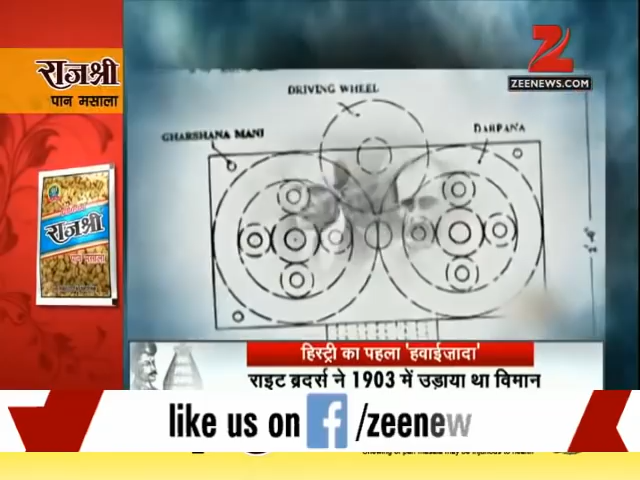 राजश्री
पान मसाला
ZEENEWS.COM
DRIVING WHEEL
GHARSHANA MANI
DARPANA
राजश्री
पान मसाला
हिस्ट्री का पहला 'हवाईज़ादा'
राइट ब्रदर्स ने 1903 में उड़ाया था विमान
like us on f /zeenew